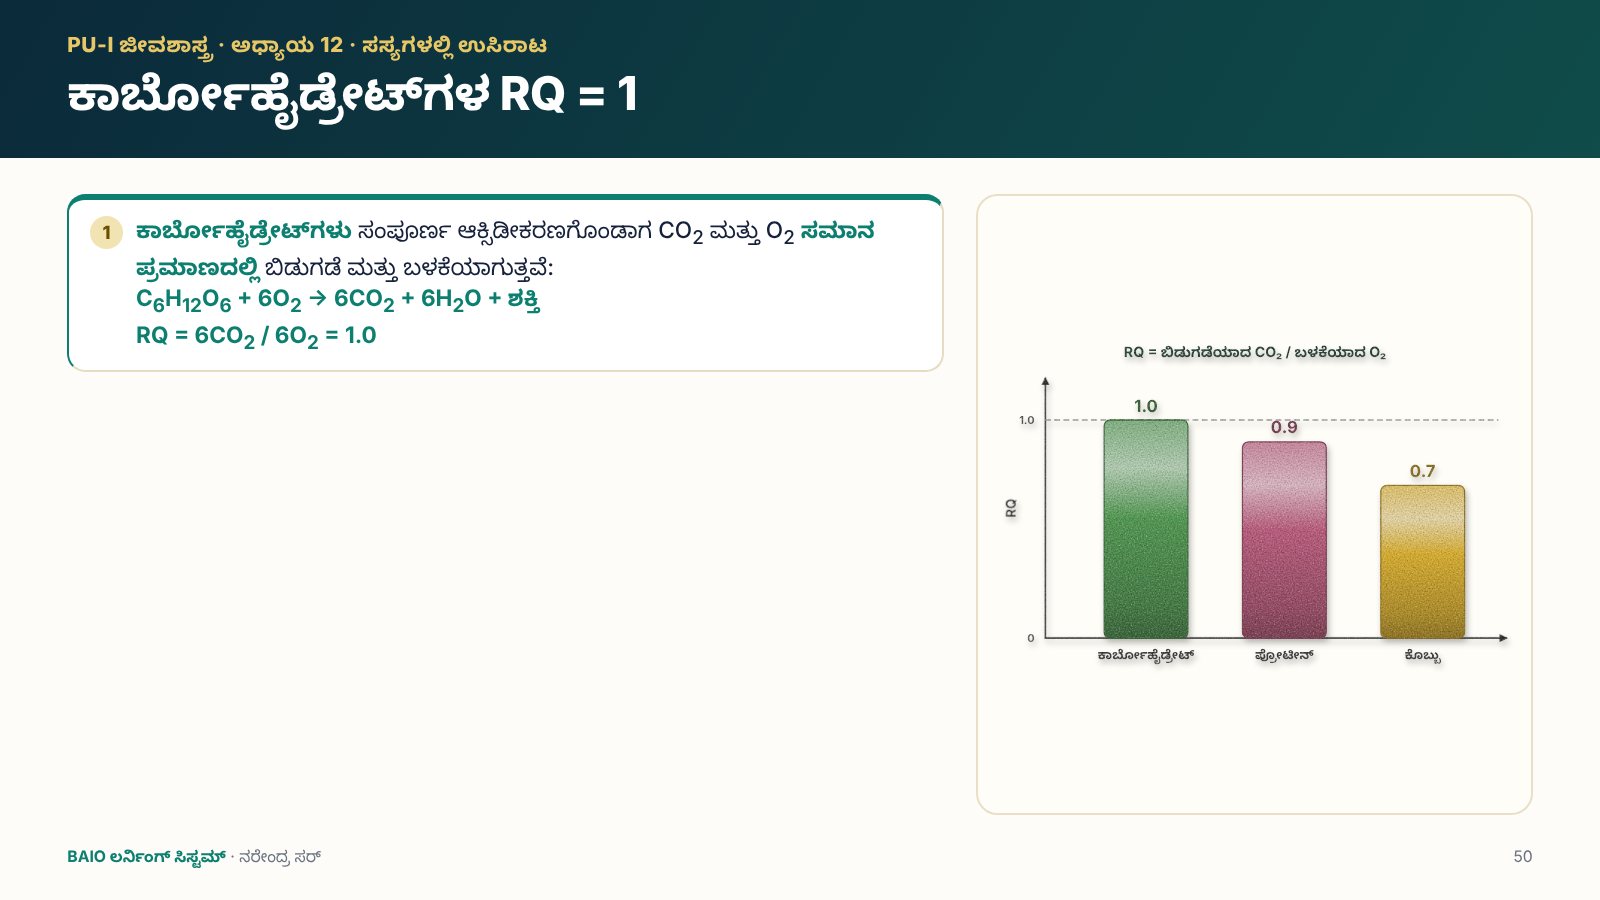 PU-I ಜೀವಶಾಸ್ತ್ರ · ಅಧ್ಯಾಯ 12 · ಸಸ್ಯಗಳಲ್ಲಿ ಉಸಿರಾಟ
ಕಾರ್ಬೋಹೈಡ್ರೇಟ್‌ಗಳ RQ = 1
1 ಕಾರ್ಬೋಹೈಡ್ರೇಟ್‌ಗಳು ಸಂಪೂರ್ಣ ಆಕ್ಸಿಡೀಕರಣಗೊಂಡಾಗ CO₂ ಮತ್ತು O₂ ಸಮಾನ
ಪ್ರಮಾಣದಲ್ಲಿ ಬಿಡುಗಡೆ ಮತ್ತು ಬಳಕೆಯಾಗುತ್ತವೆ:
C₆H₁₂O₆ + 6O₂ → 6CO₂ + 6H₂O + ಶಕ್ತಿ
RQ = 6CO₂ / 6O₂ = 1.0
RQ = ಬಿಡುಗಡೆಯಾದ CO₂ / ಬಳಕೆಯಾದ O₂
1.0
1.0
0.9
0.7
RQ
0
ಕಾರ್ಬೋಹೈಡ್ರೇಟ್ ಪ್ರೋಟೀನ್ ಕೊಬ್ಬು
BAIO ಲರ್ನಿಂಗ್ ಸಿಸ್ಟಮ್ · ನರೇಂದ್ರ ಸರ್
50